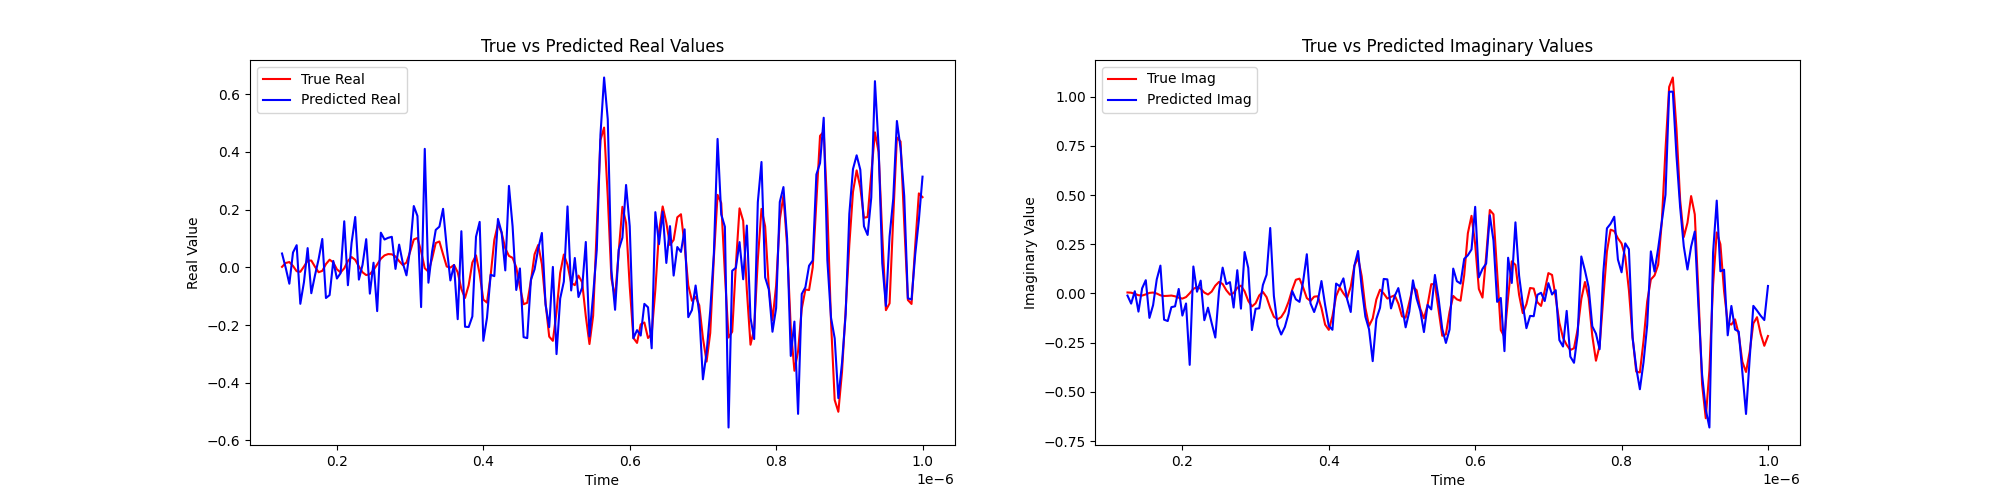 True vs Predicted Real Values
True Real
Predicted Real
Real Value
0.6
0.4
0.2
0.0
−0.2
−0.4
−0.6
0.2
0.4
0.6
0.8
1.0
1e−6
Time
True vs Predicted Imaginary Values
True Imag
Predicted Imag
Imaginary Value
1.00
0.75
0.50
0.25
0.00
−0.25
−0.50
−0.75
0.2
0.4
0.6
0.8
1.0
1e−6
Time